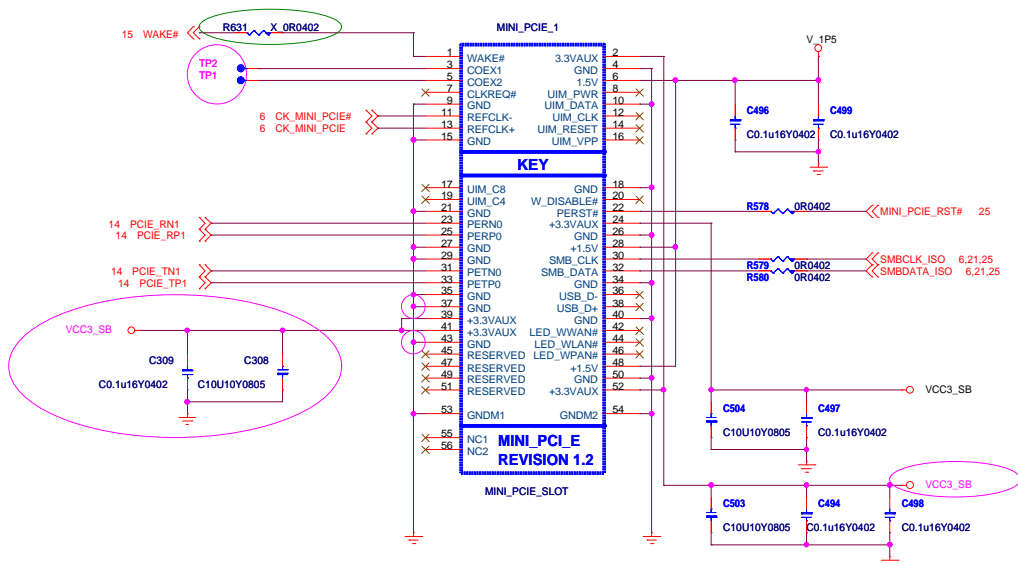 MINI_PCIE_1
15 WAKE#
R631 X_0R0402
TP2
TP1
6 CK_MINI_PCIE#
6 CK_MINI_PCIE
1 WAKE#
3 COEX1
5 COEX2
7 CLKREQ#
9 GND
11 REFCLK-
13 REFCLK+
15 GND
3.3VAUX 2
GND 4
1.5V 6
UIM_PWR 8
UIM_DATA 10
UIM_CLK 12
UIM_RESET 14
UIM_VPP 16
V_1P5
C496
C0.1u16Y0402
C499
C0.1u16Y0402
KEY
17 UIM_C8
19 UIM_C4
21 GND
23 PERN0
25 PERP0
27 GND
29 GND
31 PETN0
33 PETP0
35 GND
37 GND
39 +3.3VAUX
41 +3.3VAUX
43 GND
45 RESERVED
47 RESERVED
49 RESERVED
51 RESERVED
53 GNDM1
55 NC1
56 NC2
GND 18
W_DISABLE# 20
PERST# 22
+3.3VAUX 24
GND 26
+1.5V 28
SMB_CLK 30
SMB_DATA 32
GND 34
USB_D- 36
USB_D+ 38
GND 40
LED_WWAN# 42
LED_WLAN# 44
LED_WPAN# 46
+1.5V 48
GND 50
+3.3VAUX 52
GNDM2 54
14 PCIE_RN1
14 PCIE_RP1
14 PCIE_TN1
14 PCIE_TP1
R578 0R0402
MINI_PCIE_RST# 25
R579 0R0402
SMBCLK_ISO 6,21,25
R580 0R0402
SMBDATA_ISO 6,21,25
VCC3_SB
C309
C0.1u16Y0402
C308
C10U10Y0805
VCC3_SB
C504
C10U10Y0805
C497
C0.1u16Y0402
VCC3_SB
C503
C10U10Y0805
C494
C0.1u16Y0402
C498
C0.1u16Y0402
MINI_PCI_E
REVISION 1.2
MINI_PCIE_SLOT